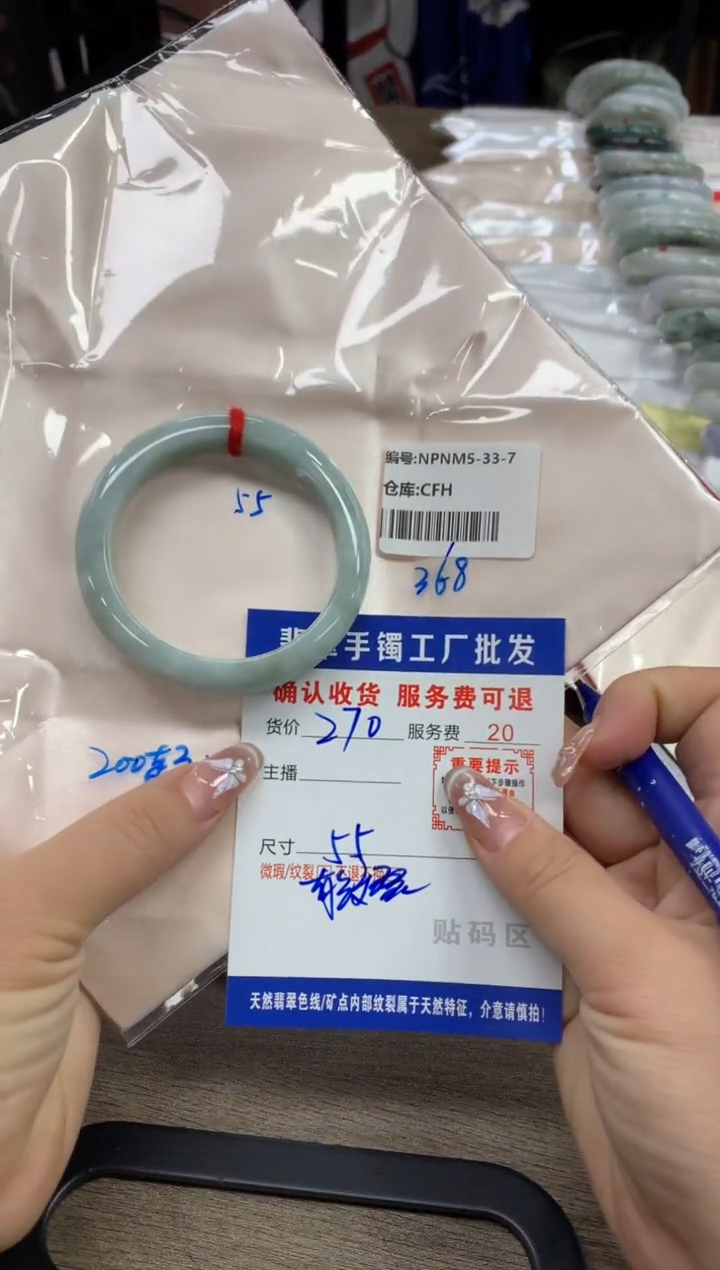 55
编号:NPNM5-33-7
仓库:CFH
368
手镯工厂批发
确认收货 服务费可退
货价 270 服务费 20
主播
重要提示
尺寸 55
微瑕/纹裂
贴码区
天然翡翠色线/矿点内部纹裂属于天然特征，介意请慎拍!